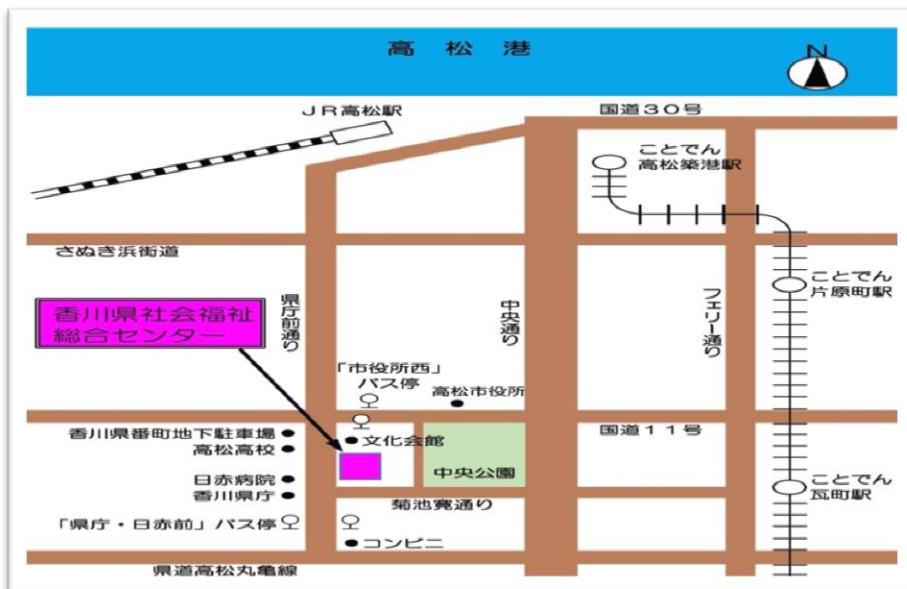 高松港
N
JR高松駅
国道30号
ことでん
高松築港駅
さぬき浜街道
ことでん
片原町駅
県庁前通り
中央通り
フェリー通り
香川県社会福祉
総合センター
「市役所西」
バス停
高松市役所
香川県番町地下駐車場
文化会館
国道11号
高松高校
日赤病院
中央公園
ことでん
瓦町駅
香川県庁
菊池寛通り
「県庁・日赤前」バス停
コンビニ
県道高松丸亀線